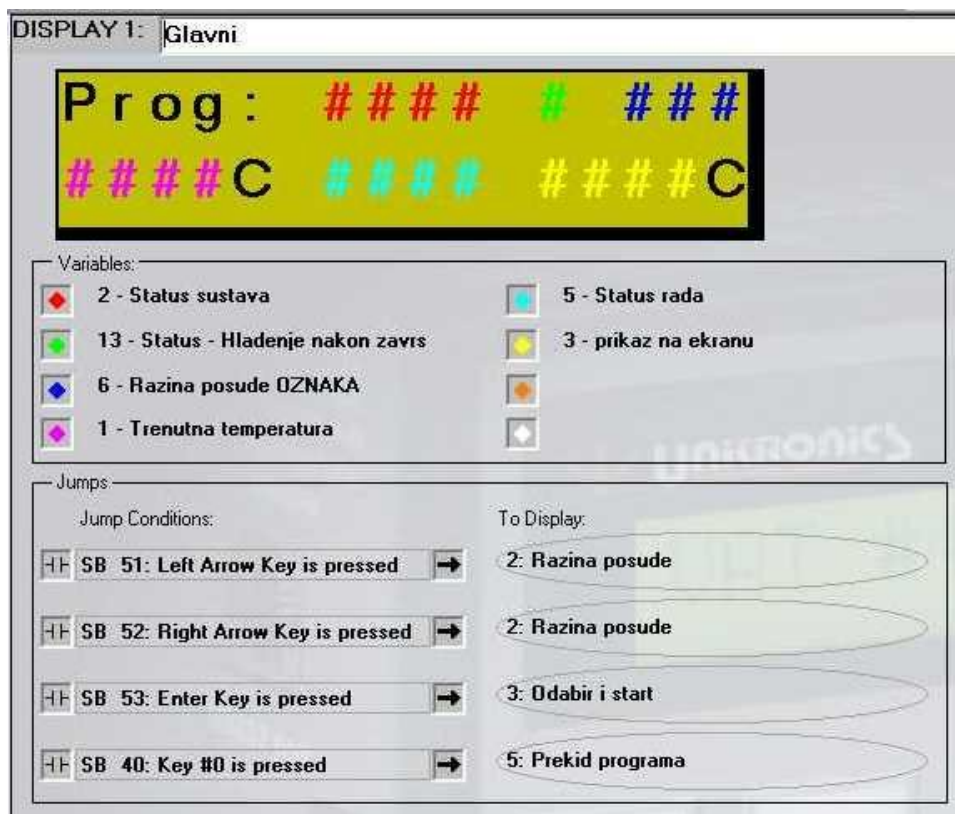 DISPLAY 1: Glavni
Prog: #### # ###
####C #### ####C
Variables:
2 - Status sustava
5 - Status rada
13 - Status - Hladenje nakon zavrs
3 - prikaz na ekranu
6 - Razina posude OZNAKA
1 - Trenutna temperatura
UNITRONICS
Jumps
Jump Conditions: To Display:
SB 51: Left Arrow Key is pressed 2: Razina posude
SB 52: Right Arrow Key is pressed 2: Razina posude
SB 53: Enter Key is pressed 3: Odabir i start
SB 40: Key #0 is pressed 5: Prekid programa